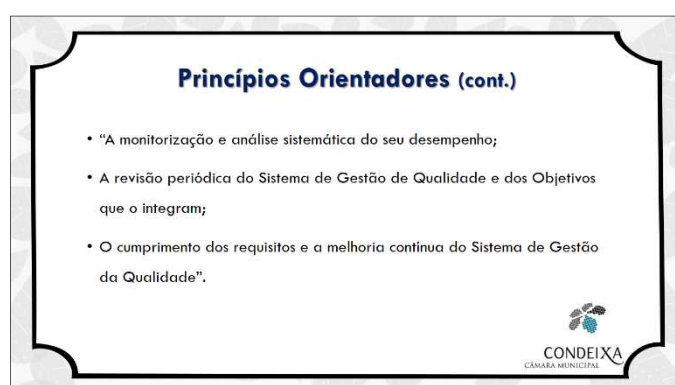 Princípios Orientadores (cont.)
• “A monitorização e análise sistemática do seu desempenho;
• A revisão periódica do Sistema de Gestão de Qualidade e dos Objetivos
que o integram;
• O cumprimento dos requisitos e a melhoria contínua do Sistema de Gestão
da Qualidade”.
CONDEIXA
CÂMARA MUNICIPAL